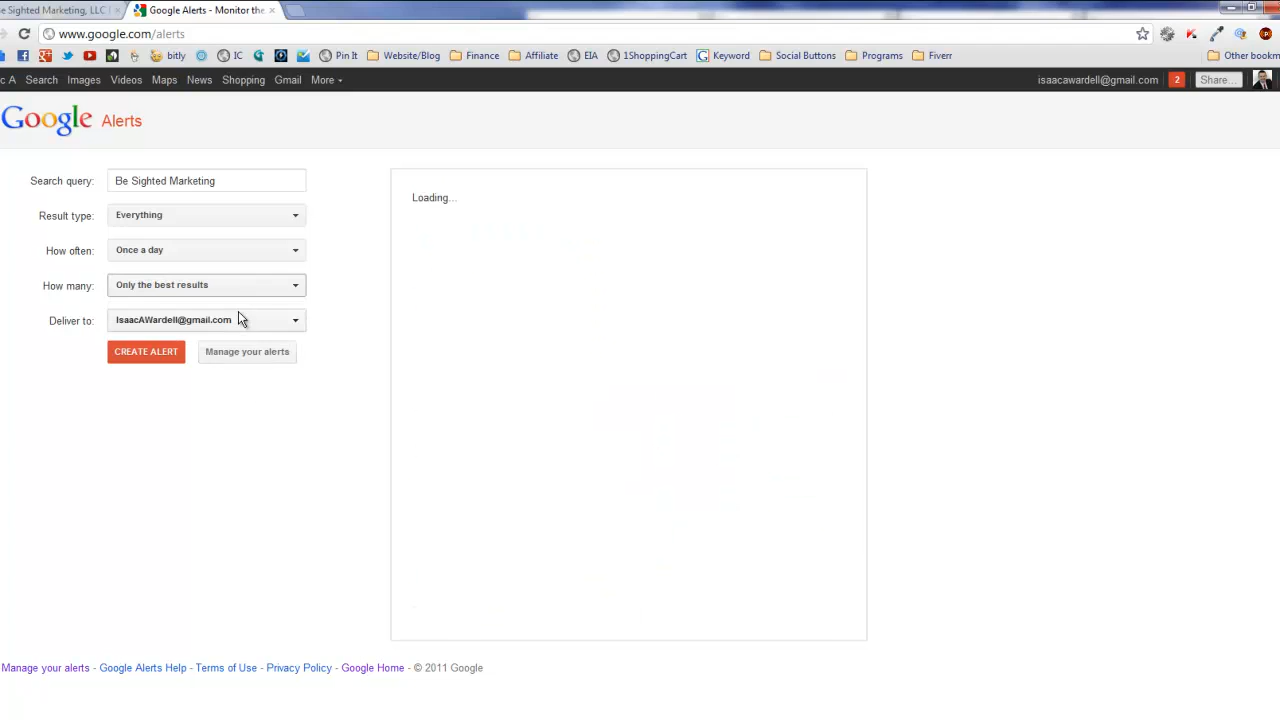 Be Sighted Marketing, LLC
Google Alerts - Monitor the
www.google.com/alerts
bitly IC Pin It Website/Blog Finance Affiliate EIA 1ShoppingCart Keyword Social Buttons Programs Fiverr Other bookm
c A Search Images Videos Maps News Shopping Gmail More isaacawardell@gmail.com 2 Share...
Google Alerts
Search query: Be Sighted Marketing
Result type: Everything
How often: Once a day
How many: Only the best results
Deliver to: IsaacAWardell@gmail.com
CREATE ALERT Manage your alerts
Loading...
Manage your alerts - Google Alerts Help - Terms of Use - Privacy Policy - Google Home - © 2011 Google